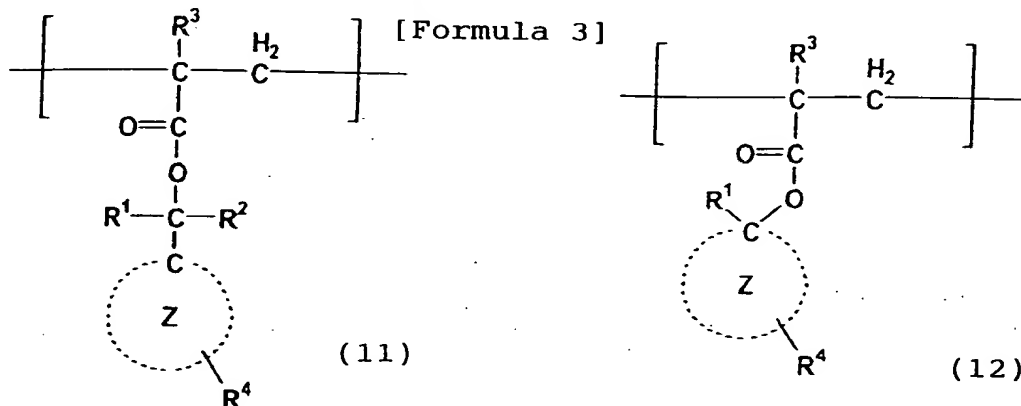 [Formula 3]
R³
H₂
C C
O=C
O
R¹—C—R²
C
Z
R⁴
(11)
R³
H₂
C C
O=C
R¹ O
C
Z
R⁴
(12)